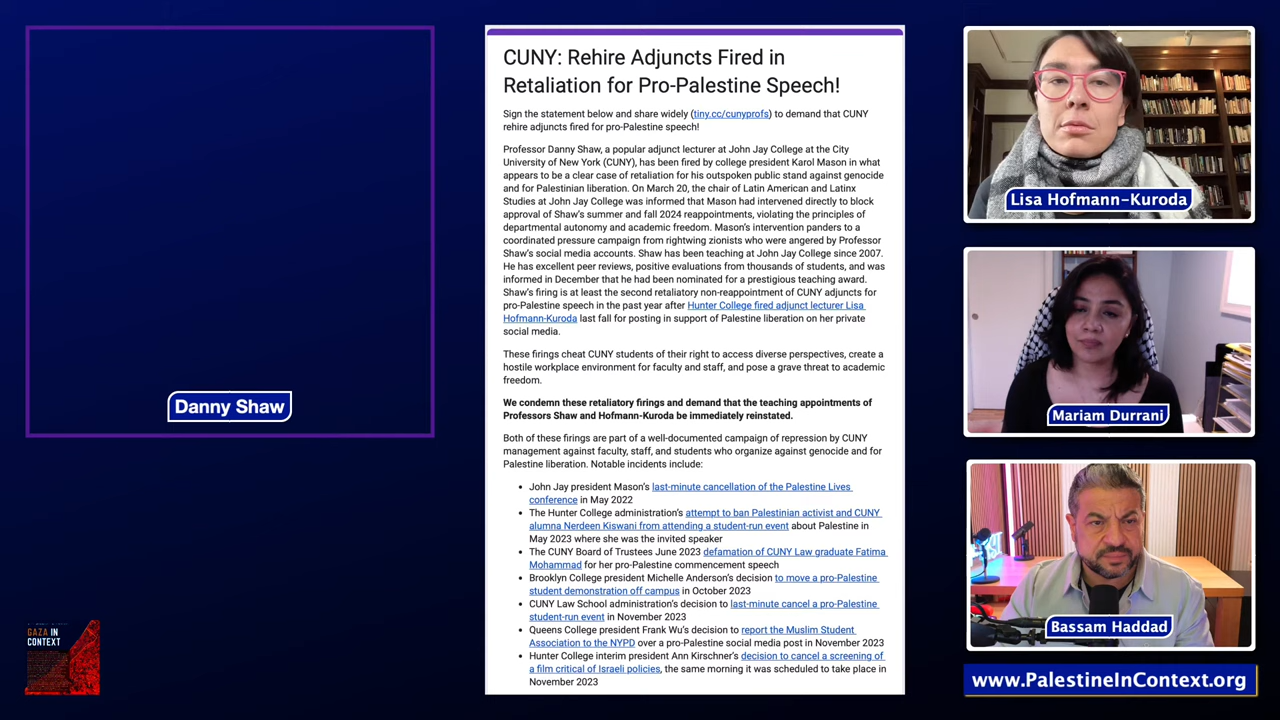 CUNY: Rehire Adjuncts Fired in
Retaliation for Pro-Palestine Speech!
Sign the statement below and share widely (tiny.cc/cunyprofs) to demand that CUNY
rehire adjuncts fired for pro-Palestine speech!
Professor Danny Shaw, a popular adjunct lecturer at John Jay College at the City
University of New York (CUNY), has been fired by college president Karol Mason in what
appears to be a clear case of retaliation for his outspoken public stand against genocide
and for Palestinian liberation. On March 20, the chair of Latin American and Latinx
Studies at John Jay College was informed that Mason had intervened directly to block
approval of Shaw's summer and fall 2024 reappointments, violating the principles of
departmental autonomy and academic freedom. Mason's intervention panders to a
coordinated pressure campaign from rightwing zionists who were angered by Professor
Shaw's social media accounts. Shaw has been teaching at John Jay College since 2007.
He has excellent peer reviews, positive evaluations from thousands of students, and was
informed in December that he had been nominated for a prestigious teaching award.
Shaw's firing is at least the second retaliatory non-reappointment of CUNY adjuncts for
pro-Palestine speech in the past year after Hunter College fired adjunct lecturer Lisa
Hofmann-Kuroda last fall for posting in support of Palestine liberation on her private
social media.
These firings cheat CUNY students of their right to access diverse perspectives, create a
hostile workplace environment for faculty and staff, and pose a grave threat to academic
freedom.
We condemn these retaliatory firings and demand that the teaching appointments of
Professors Shaw and Hofmann-Kuroda be immediately reinstated.
Both of these firings are part of a well-documented campaign of repression by CUNY
management against faculty, staff, and students who organize against genocide and for
Palestine liberation. Notable incidents include:
• John Jay president Mason's last-minute cancellation of the Palestine Lives
conference in May 2022
• The Hunter College administration's attempt to ban Palestinian activist and CUNY
alumna Nerdeen Kiswani from attending a student-run event about Palestine in
May 2023 where she was the invited speaker
• The CUNY Board of Trustees June 2023 defamation of CUNY Law graduate Fatima
Mohammad for her pro-Palestine commencement speech
• Brooklyn College president Michelle Anderson's decision to move a pro-Palestine
student demonstration off campus in October 2023
• CUNY Law School administration's decision to last-minute cancel a pro-Palestine
student-run event in November 2023
• Queens College president Frank Wu's decision to report the Muslim Student
Association to the NYPD over a pro-Palestine social media post in November 2023
• Hunter College interim president Ann Kirschner's decision to cancel a screening of
a film critical of Israeli policies, the same morning it was scheduled to take place in
November 2023
Danny Shaw
GAZA IN
CONTEXT
Lisa Hofmann-Kuroda
Mariam Durrani
Bassam Haddad
www.PalestineInContext.org